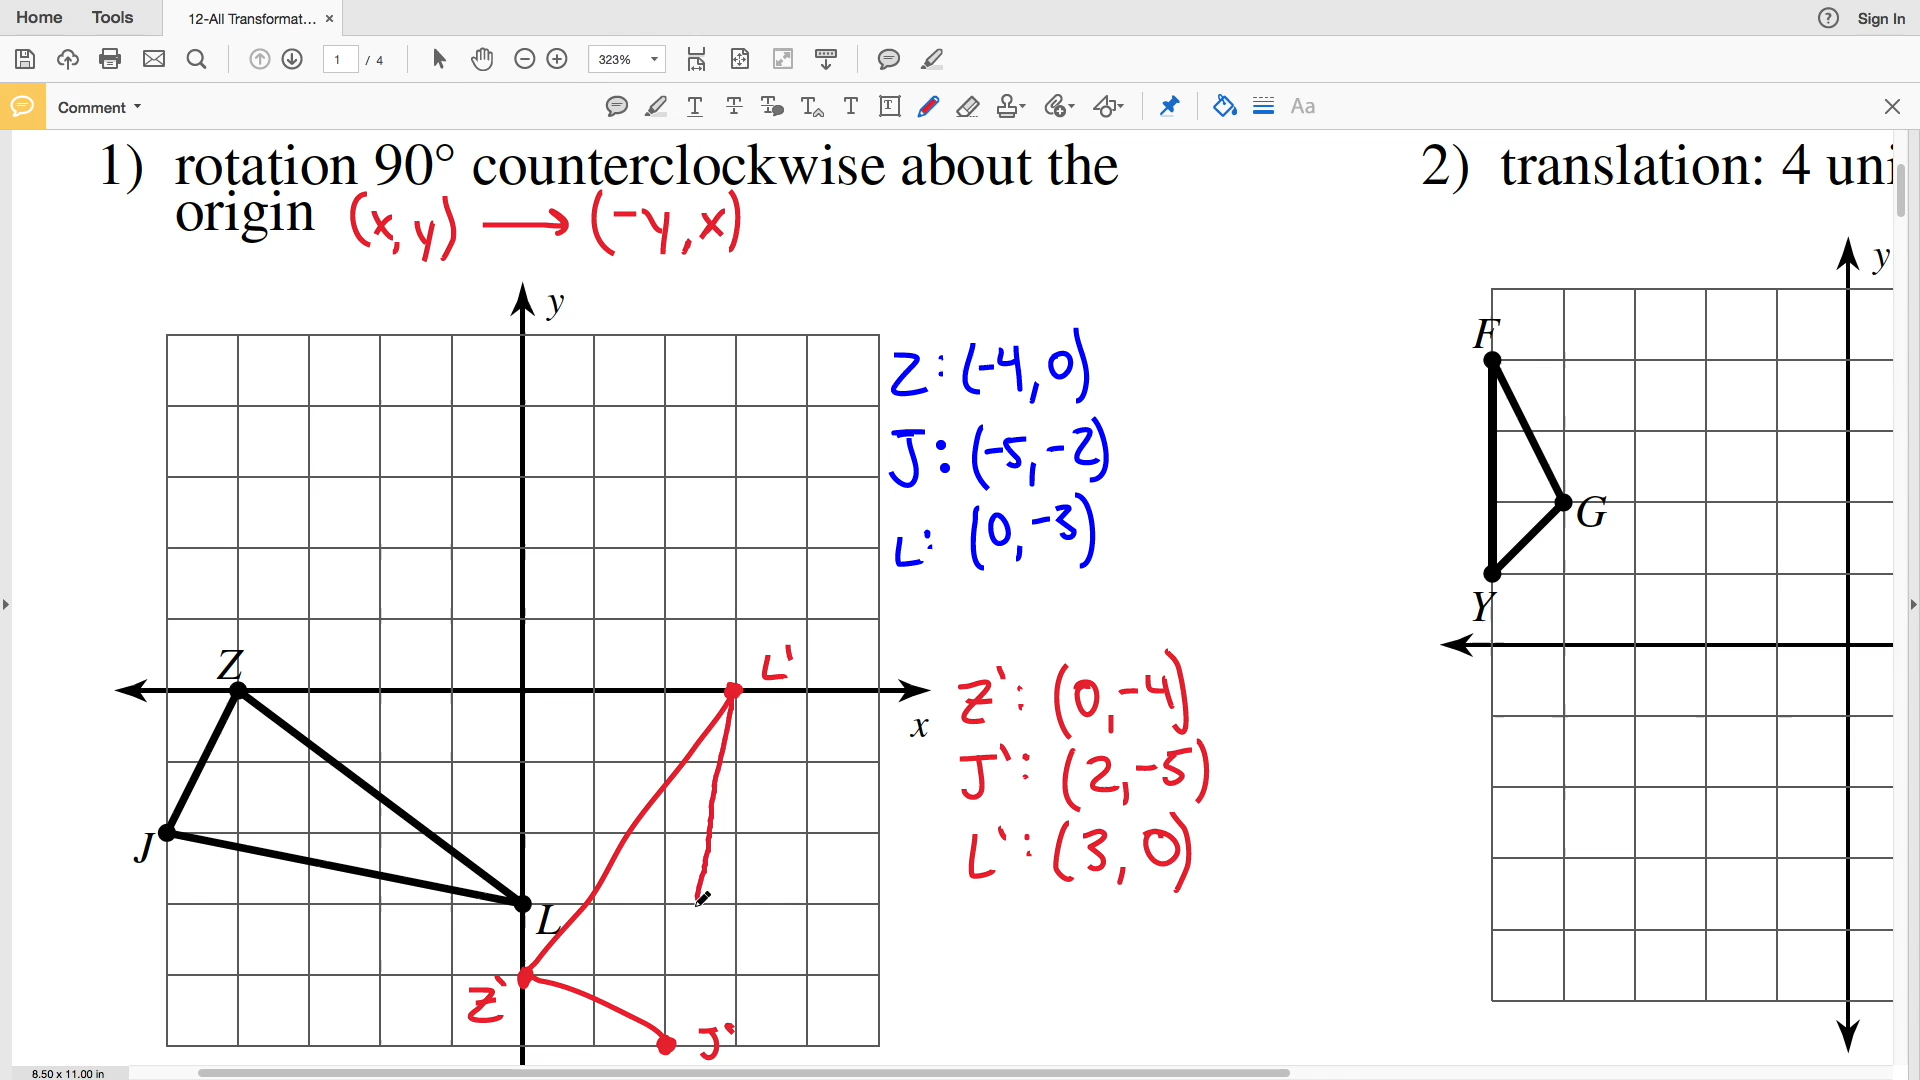 Home Tools 12-All Transformat... × ? Sign In
1 / 4 323%
Comment T T T T T T Aa
1) rotation 90° counterclockwise about the
origin (x, y) → (-y, x)
2) translation: 4 uni
y
y
Z: (-4, 0)
F
J: (-5, -2)
G
L: (0, -3)
Y
Z
L'
Z': (0, -4)
x
J': (2, -5)
J
L': (3, 0)
L
Z'
J'
8.50 x 11.00 in